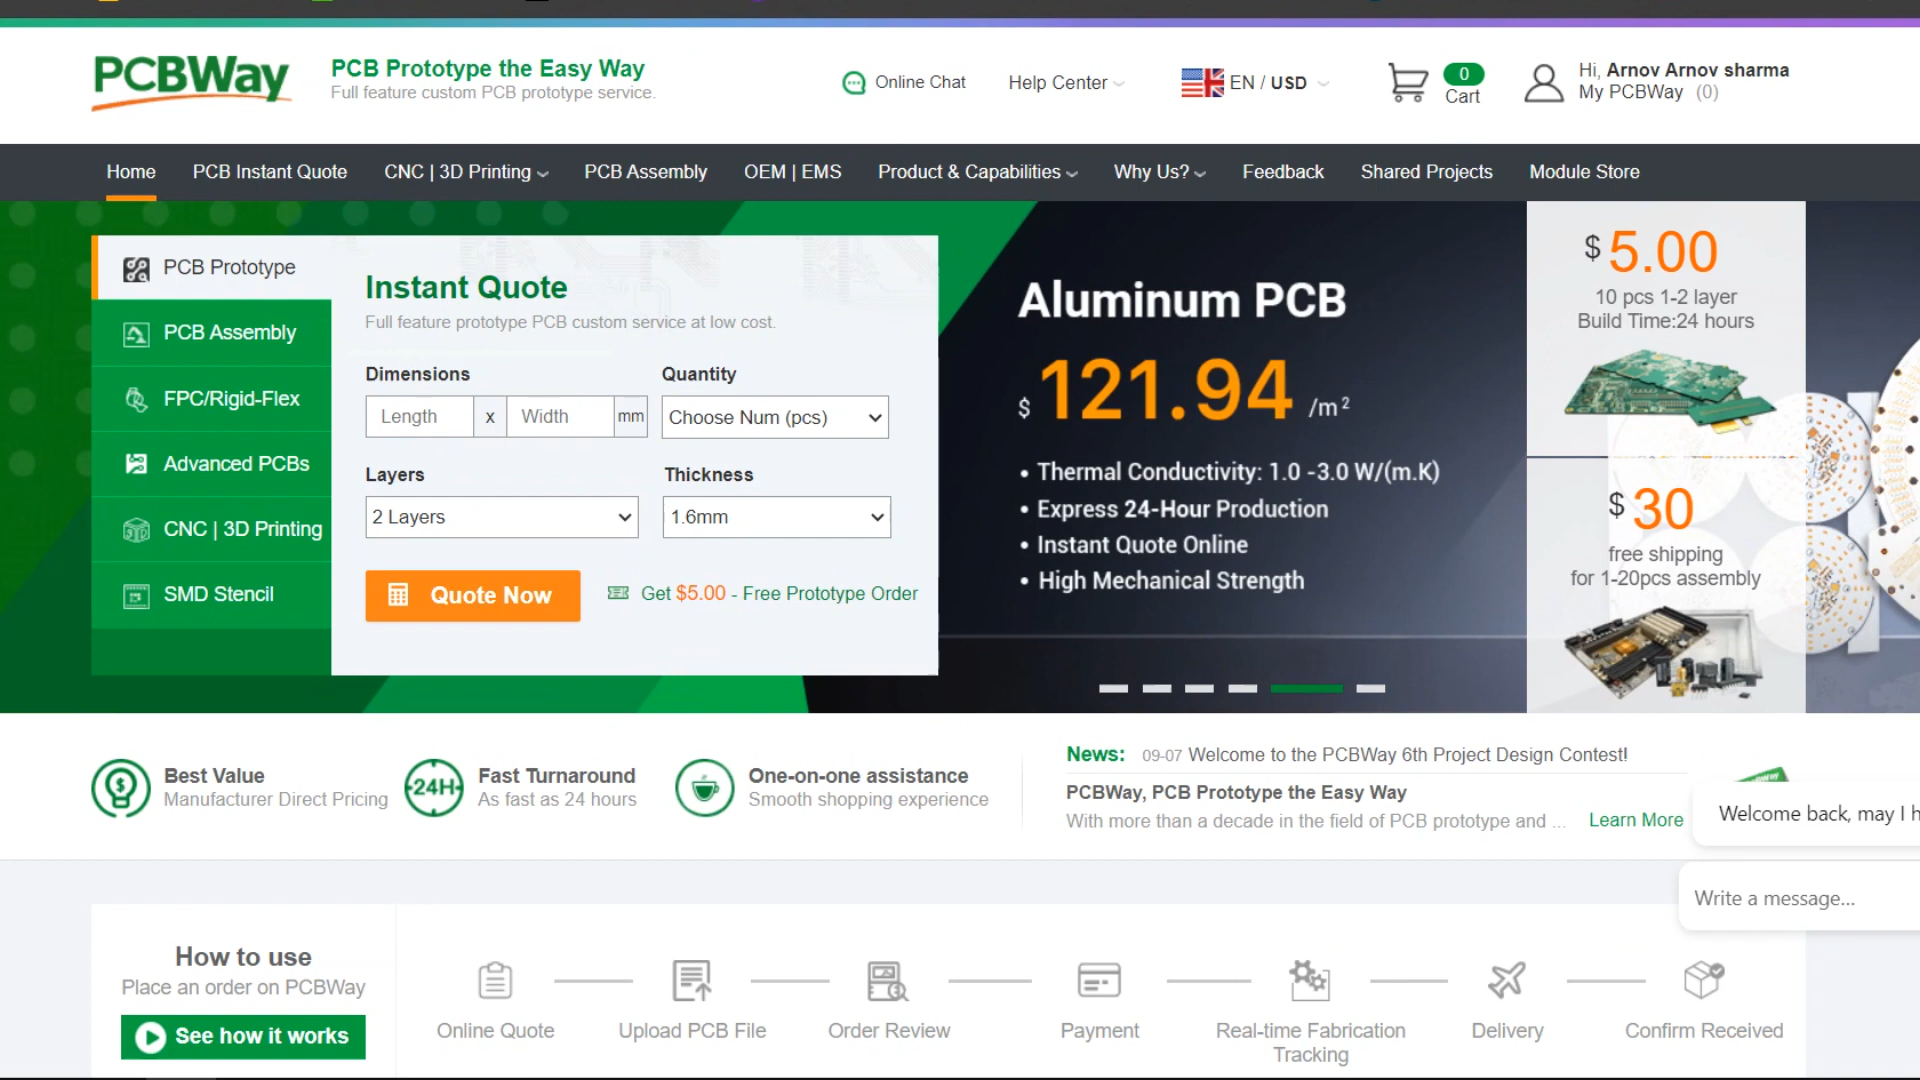 PCBWay
PCB Prototype the Easy Way
Full feature custom PCB prototype service.
Online Chat
Help Center
EN / USD
0
Cart
Hi, Arnov Arnov sharma
My PCBWay (0)
Home
PCB Instant Quote
CNC | 3D Printing
PCB Assembly
OEM | EMS
Product & Capabilities
Why Us?
Feedback
Shared Projects
Module Store
PCB Prototype
PCB Assembly
FPC/Rigid-Flex
Advanced PCBs
CNC | 3D Printing
SMD Stencil
Instant Quote
Full feature prototype PCB custom service at low cost.
Dimensions
Quantity
Length x Width mm
Choose Num (pcs)
Layers
Thickness
2 Layers
1.6mm
Quote Now
Get $5.00 - Free Prototype Order
Aluminum PCB
$ 121.94 /m²
• Thermal Conductivity: 1.0 -3.0 W/(m.K)
• Express 24-Hour Production
• Instant Quote Online
• High Mechanical Strength
$ 5.00
10 pcs 1-2 layer
Build Time:24 hours
$ 30
free shipping
for 1-20pcs assembly
Best Value
Manufacturer Direct Pricing
24H
Fast Turnaround
As fast as 24 hours
One-on-one assistance
Smooth shopping experience
News: 09-07 Welcome to the PCBWay 6th Project Design Contest!
PCBWay, PCB Prototype the Easy Way
With more than a decade in the field of PCB prototype and ... Learn More
Welcome back, may I h
Write a message...
How to use
Place an order on PCBWay
See how it works
Online Quote
Upload PCB File
Order Review
Payment
Real-time Fabrication
Tracking
Delivery
Confirm Received